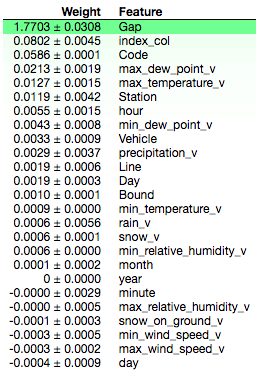 Weight Feature
1.7703 ± 0.0308 Gap
0.0802 ± 0.0045 index_col
0.0586 ± 0.0001 Code
0.0213 ± 0.0019 max_dew_point_v
0.0127 ± 0.0015 max_temperature_v
0.0119 ± 0.0042 Station
0.0055 ± 0.0015 hour
0.0043 ± 0.0008 min_dew_point_v
0.0033 ± 0.0009 Vehicle
0.0029 ± 0.0037 precipitation_v
0.0019 ± 0.0006 Line
0.0019 ± 0.0003 Day
0.0010 ± 0.0001 Bound
0.0009 ± 0.0000 min_temperature_v
0.0006 ± 0.0056 rain_v
0.0006 ± 0.0001 snow_v
0.0006 ± 0.0000 min_relative_humidity_v
0.0001 ± 0.0002 month
0 ± 0.0000 year
-0.0000 ± 0.0029 minute
-0.0000 ± 0.0005 max_relative_humidity_v
-0.0001 ± 0.0003 snow_on_ground_v
-0.0003 ± 0.0005 min_wind_speed_v
-0.0003 ± 0.0002 max_wind_speed_v
-0.0004 ± 0.0009 day